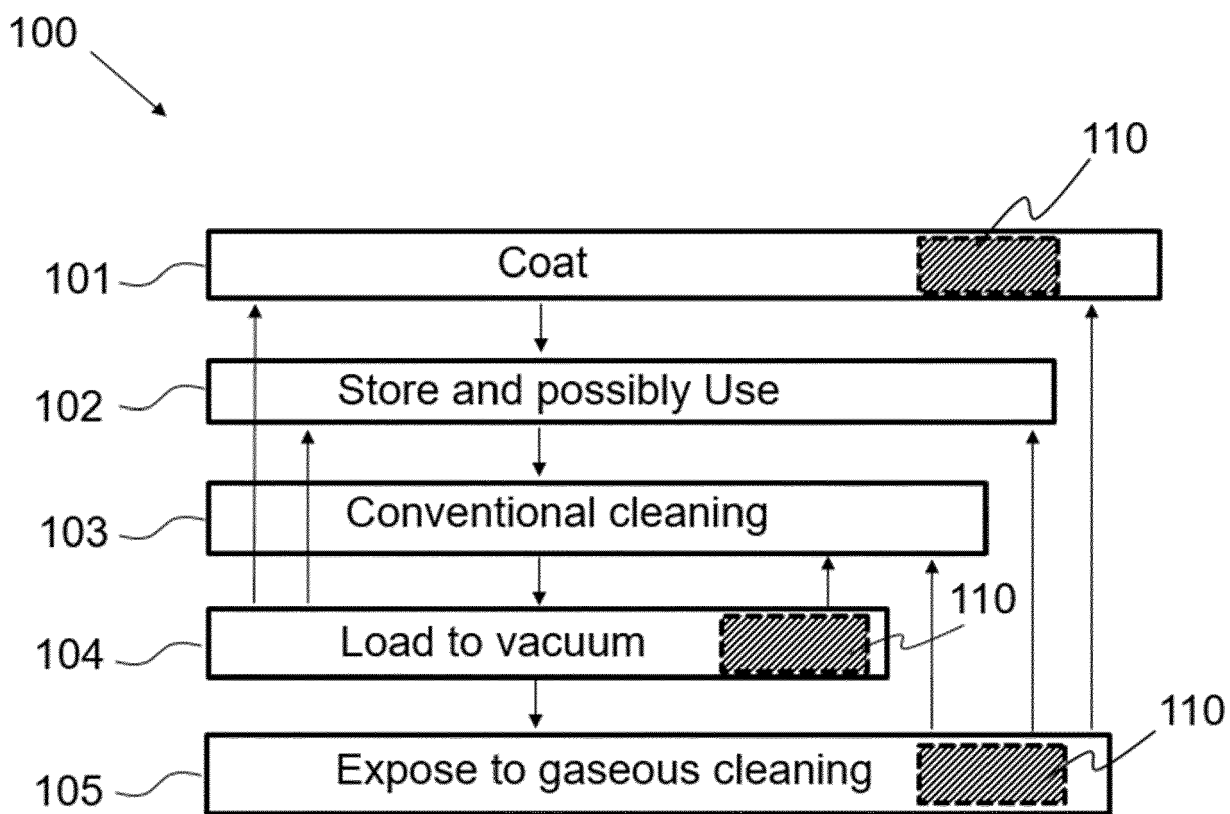 100
110
101 Coat
102 Store and possibly Use
103 Conventional cleaning
110
104 Load to vacuum
110
105 Expose to gaseous cleaning